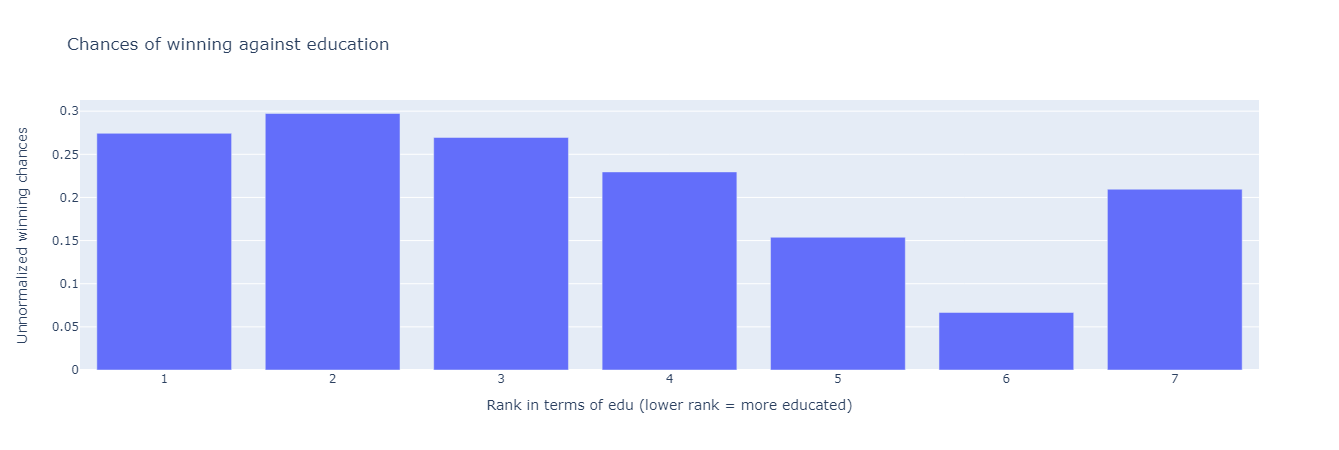 Chances of winning against education
Unnormalized winning chances
0.3
0.25
0.2
0.15
0.1
0.05
0
1 2 3 4 5 6 7
Rank in terms of edu (lower rank = more educated)